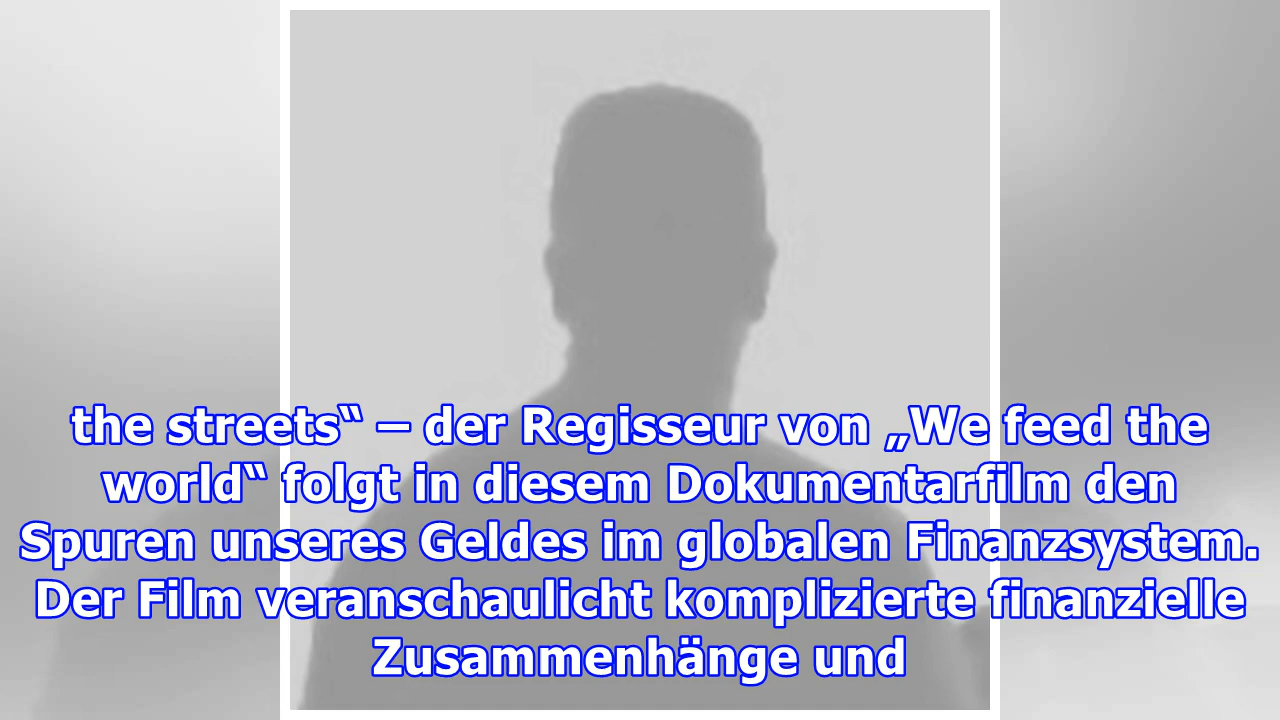 the streets“ – der Regisseur von „We feed the
world“ folgt in diesem Dokumentarfilm den
Spuren unseres Geldes im globalen Finanzsystem.
Der Film veranschaulicht komplizierte finanzielle
Zusammenhänge und